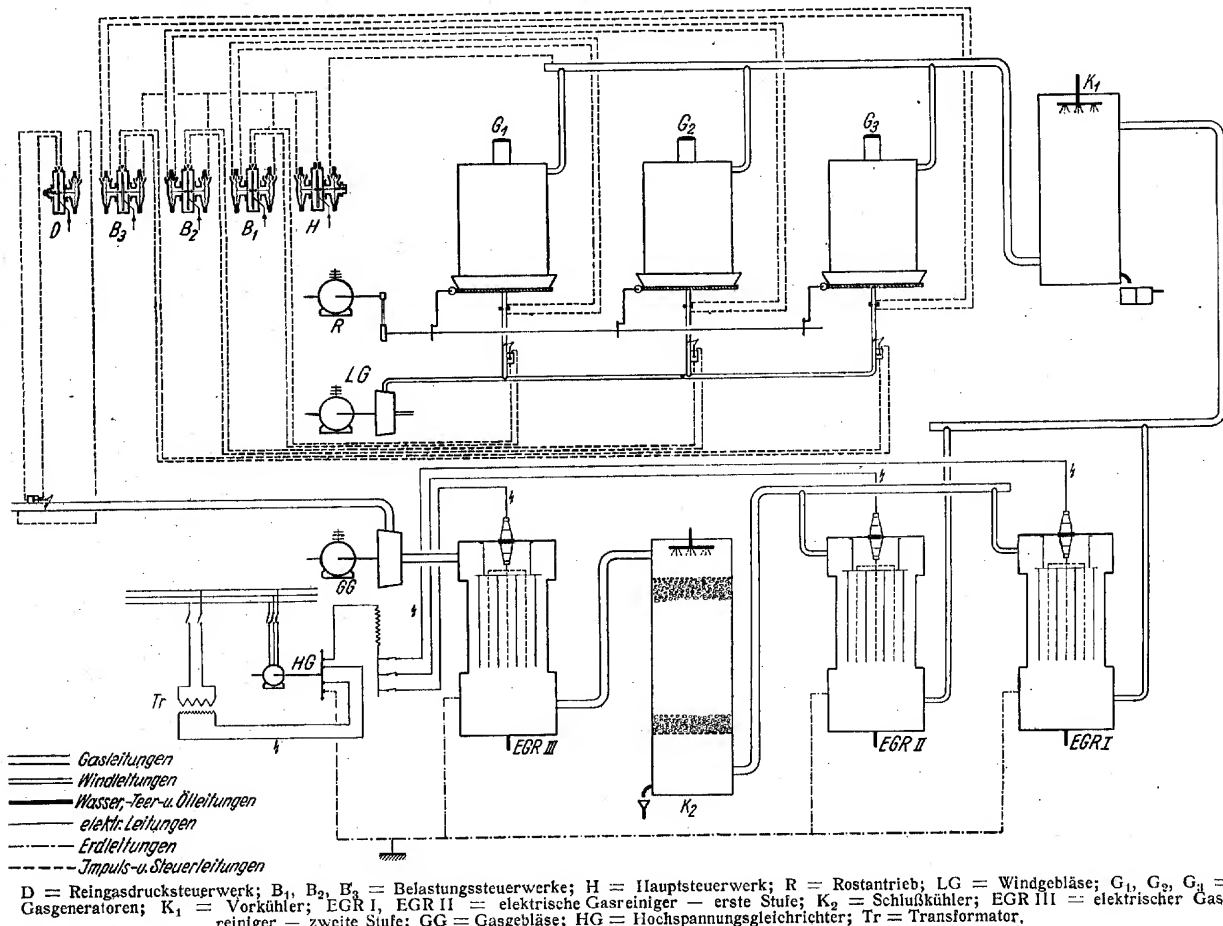 K₁
G₁ G₂ G₃
D B₃ B₂ B₁ H
R
LG
GG
HG
Tr
EGR III K₂ EGR II EGR I
Gasleitungen
Windleitungen
Wasser,-Teer-u. Ölleitungen
elektr. Leitungen
Erdleitungen
Impuls-u. Steuerleitungen
D = Reingasdrucksteuerwerk; B₁, B₂, B₃ = Belastungssteuerwerke; H = Hauptsteuerwerk; R = Rostantrieb; LG = Windgebläse; G₁, G₂, G₃ =
Gasgeneratoren; K₁ = Vorkühler; EGR I, EGR II = elektrische Gasreiniger — erste Stufe; K₂ = Schlußkühler; EGR III = elektrischer Gas
reiniger — zweite Stufe; GG = Gasgebläse; HG = Hochspannungsgleichrichter; Tr = Transformator.